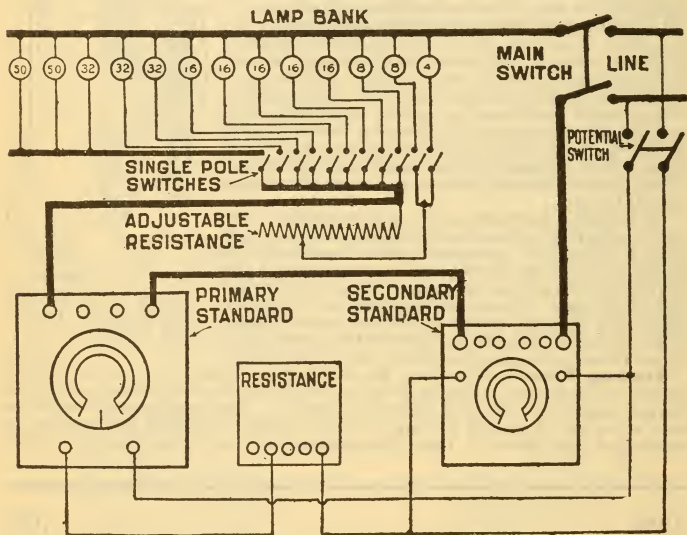 LAMP BANK
50 50 32 32 32 16 16 16 16 16 8 8 4
MAIN
SWITCH
LINE
POTENTIAL
SWITCH
SINGLE POLE
SWITCHES
ADJUSTABLE
RESISTANCE
PRIMARY
STANDARD
SECONDARY
STANDARD
RESISTANCE